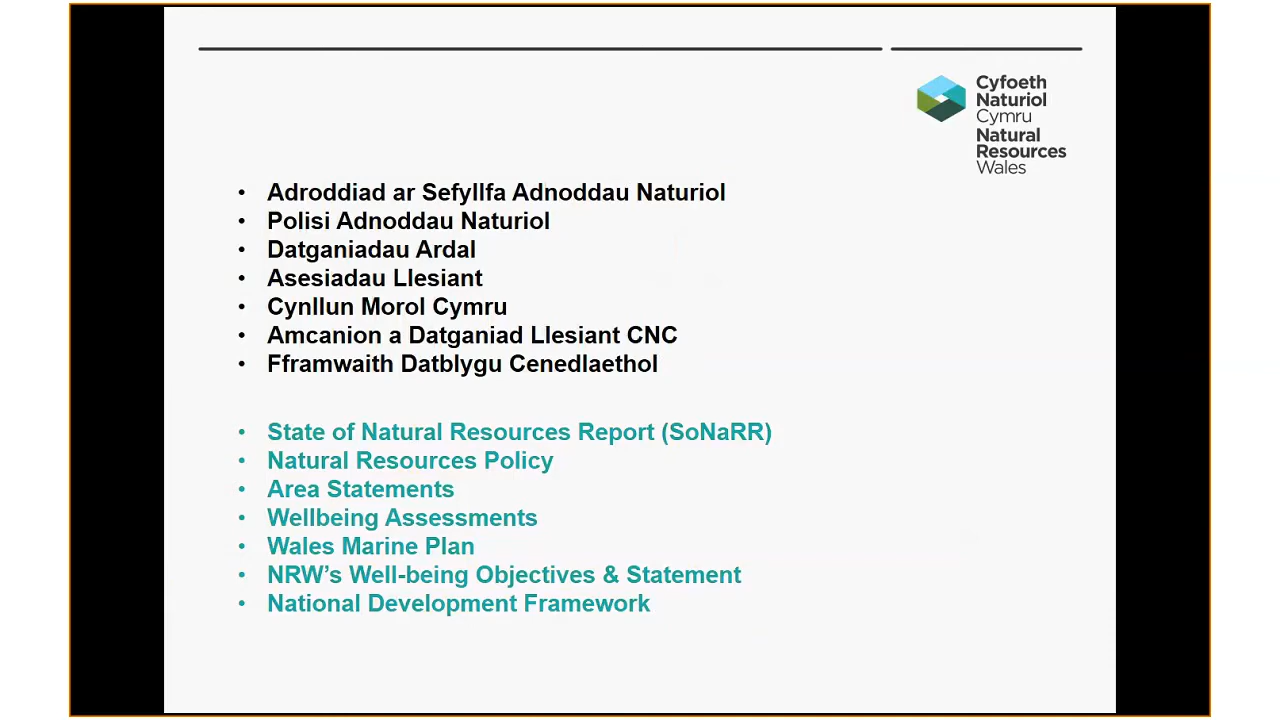 Cyfoeth
Naturiol
Cymru
Natural
Resources
Wales
• Adroddiad ar Sefyllfa Adnoddau Naturiol
• Polisi Adnoddau Naturiol
• Datganiadau Ardal
• Asesiadau Llesiant
• Cynllun Morol Cymru
• Amcanion a Datganiad Llesiant CNC
• Fframwaith Datblygu Cenedlaethol
• State of Natural Resources Report (SoNaRR)
• Natural Resources Policy
• Area Statements
• Wellbeing Assessments
• Wales Marine Plan
• NRW’s Well-being Objectives & Statement
• National Development Framework